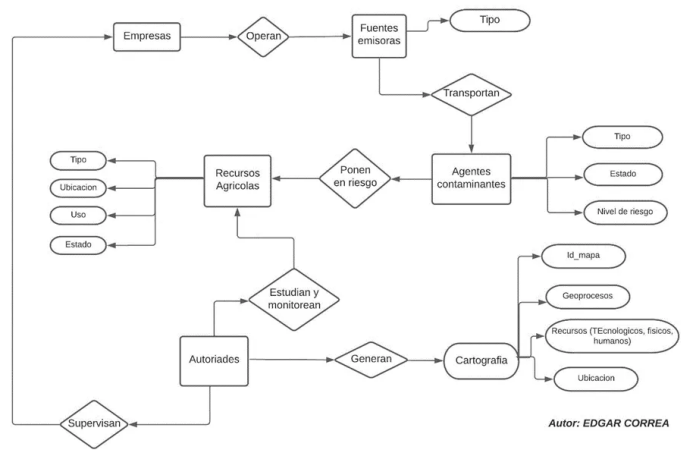 Empresas
Operan
Fuentes
emisoras
Tipo
Transportan
Tipo
Ubicacion
Uso
Estado
Recursos
Agricolas
Ponen
en riesgo
Agentes
contaminantes
Tipo
Estado
Nivel de riesgo
Estudian y
monitorean
Id_mapa
Geoprocesos
Recursos (TEcnologicos, fisicos,
humanos)
Ubicacion
Autoriades
Generan
Cartografia
Supervisan
Autor: EDGAR CORREA